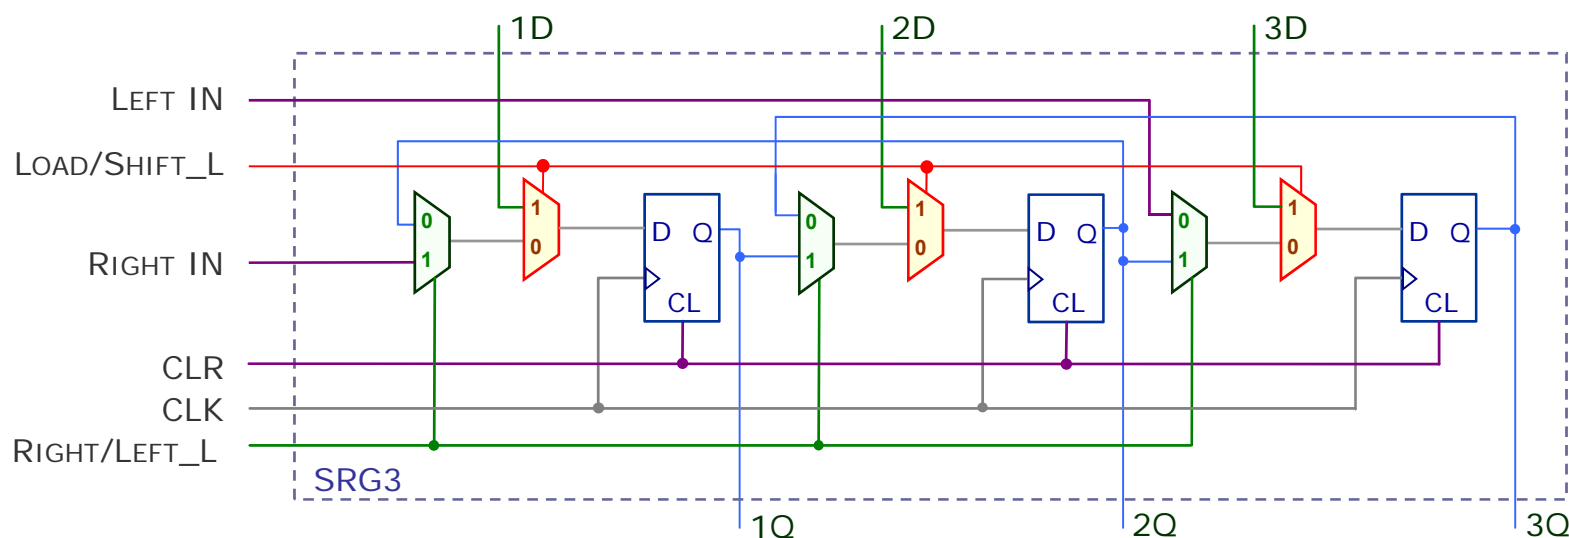 1D
2D
3D
LEFT IN
LOAD/SHIFT_L
0
1
1
0
D
Q
CL
0
1
1
0
D
Q
CL
0
1
1
0
D
Q
CL
RIGHT IN
CLR
CLK
RIGHT/LEFT_L
SRG3
1Q
2Q
3Q